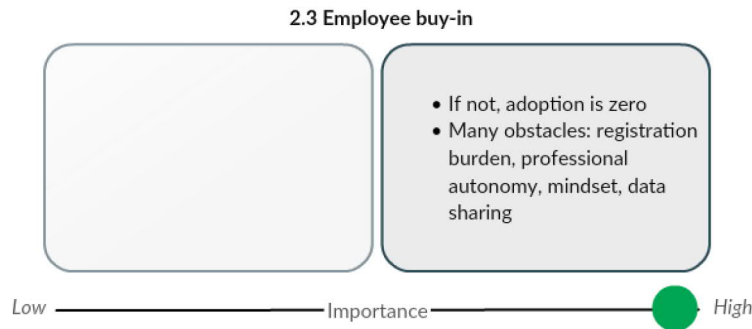 2.3 Employee buy-in
• If not, adoption is zero
• Many obstacles: registration
burden, professional
autonomy, mindset, data
sharing
Low Importance High